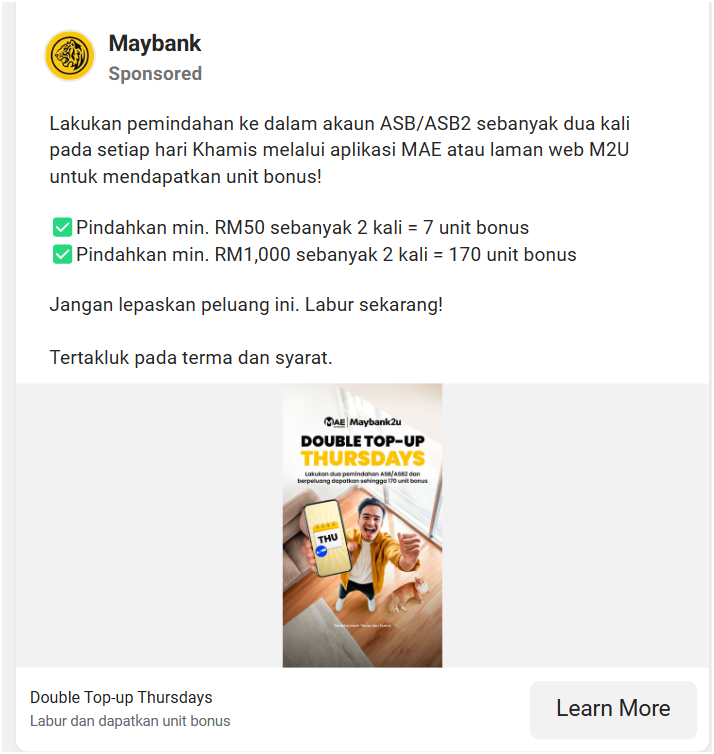 Maybank
Sponsored
Lakukan pemindahan ke dalam akaun ASB/ASB2 sebanyak dua kali
pada setiap hari Khamis melalui aplikasi MAE atau laman web M2U
untuk mendapatkan unit bonus!
✅Pindahkan min. RM50 sebanyak 2 kali = 7 unit bonus
✅Pindahkan min. RM1,000 sebanyak 2 kali = 170 unit bonus
Jangan lepaskan peluang ini. Labur sekarang!
Tertakluk pada terma dan syarat.
MAE | Maybank2u
DOUBLE TOP-UP
THURSDAYS
Lakukan dua pemindahan ASB/ASB2 dan
berpeluang dapatkan sehingga 170 unit bonus
THU
Double Top-up Thursdays
Labur dan dapatkan unit bonus
Learn More